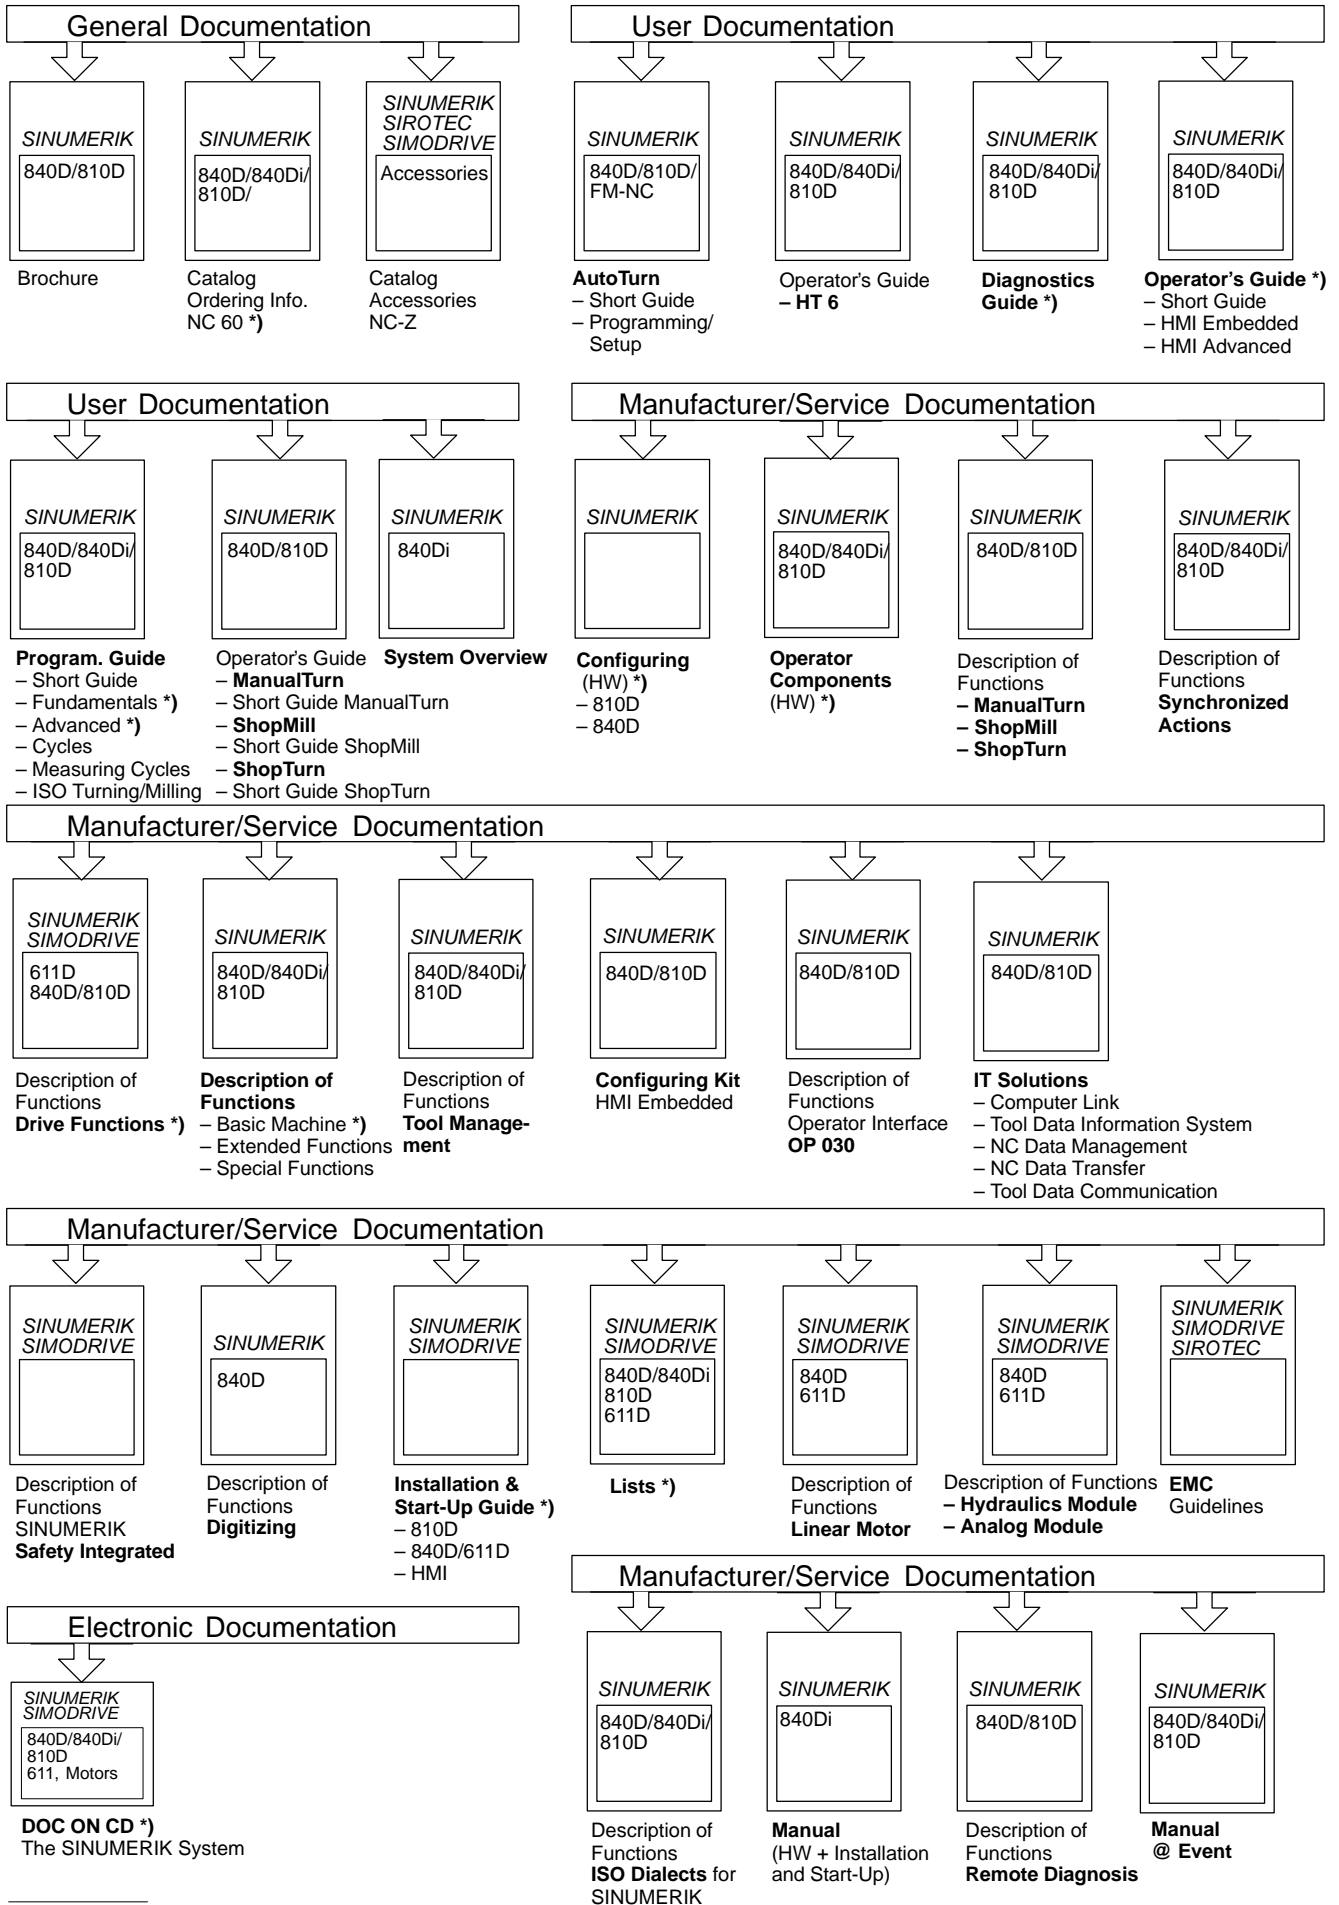 General Documentation
SINUMERIK
840D/810D
Brochure
SINUMERIK
840D/840Di/
810D/
Catalog
Ordering Info.
NC 60 *)
SINUMERIK
SIROTEC
SIMODRIVE
Accessories
Catalog
Accessories
NC-Z
User Documentation
SINUMERIK
840D/810D/
FM-NC
AutoTurn
– Short Guide
– Programming/
Setup
SINUMERIK
840D/840Di/
810D
Operator's Guide
– HT 6
SINUMERIK
840D/840Di/
810D
Diagnostics
Guide *)
SINUMERIK
840D/840Di/
810D
Operator's Guide *)
– Short Guide
– HMI Embedded
– HMI Advanced
User Documentation
SINUMERIK
840D/840Di/
810D
Program. Guide
– Short Guide
– Fundamentals *)
– Advanced *)
– Cycles
– Measuring Cycles
– ISO Turning/Milling
SINUMERIK
840D/810D
Operator's Guide
– ManualTurn
– Short Guide ManualTurn
– ShopMill
– Short Guide ShopMill
– ShopTurn
– Short Guide ShopTurn
SINUMERIK
840Di
System Overview
Manufacturer/Service Documentation
SINUMERIK
Configuring
(HW) *)
– 810D
– 840D
SINUMERIK
840D/840Di/
810D
Operator
Components
(HW) *)
SINUMERIK
840D/810D
Description of
Functions
– ManualTurn
– ShopMill
– ShopTurn
SINUMERIK
840D/840Di/
810D
Description of
Functions
Synchronized
Actions
Manufacturer/Service Documentation
SINUMERIK
SIMODRIVE
611D
840D/810D
Description of
Functions
Drive Functions *)
SINUMERIK
840D/840Di/
810D
Description of
Functions
– Basic Machine *)
– Extended Functions
– Special Functions
SINUMERIK
840D/840Di/
810D
Description of
Functions
Tool Manage-
ment
SINUMERIK
840D/810D
Configuring Kit
HMI Embedded
SINUMERIK
840D/810D
Description of
Functions
Operator Interface
OP 030
SINUMERIK
840D/810D
IT Solutions
– Computer Link
– Tool Data Information System
– NC Data Management
– NC Data Transfer
– Tool Data Communication
Manufacturer/Service Documentation
SINUMERIK
SIMODRIVE
Description of
Functions
SINUMERIK
Safety Integrated
SINUMERIK
840D
Description of
Functions
Digitizing
SINUMERIK
SIMODRIVE
Installation &
Start-Up Guide *)
– 810D
– 840D/611D
– HMI
SINUMERIK
SIMODRIVE
840D/840Di
810D
611D
Lists *)
SINUMERIK
SIMODRIVE
840D
611D
Description of
Functions
Linear Motor
SINUMERIK
SIMODRIVE
840D
611D
Description of Functions
– Hydraulics Module
– Analog Module
SINUMERIK
SIMODRIVE
SIROTEC
EMC
Guidelines
Electronic Documentation
SINUMERIK
SIMODRIVE
840D/840Di/
810D
611, Motors
DOC ON CD *)
The SINUMERIK System
Manufacturer/Service Documentation
SINUMERIK
840D/840Di/
810D
Description of
Functions
ISO Dialects for
SINUMERIK
SINUMERIK
840Di
Manual
(HW + Installation
and Start-Up)
SINUMERIK
840D/810D
Description of
Functions
Remote Diagnosis
SINUMERIK
840D/840Di/
810D
Manual
@ Event